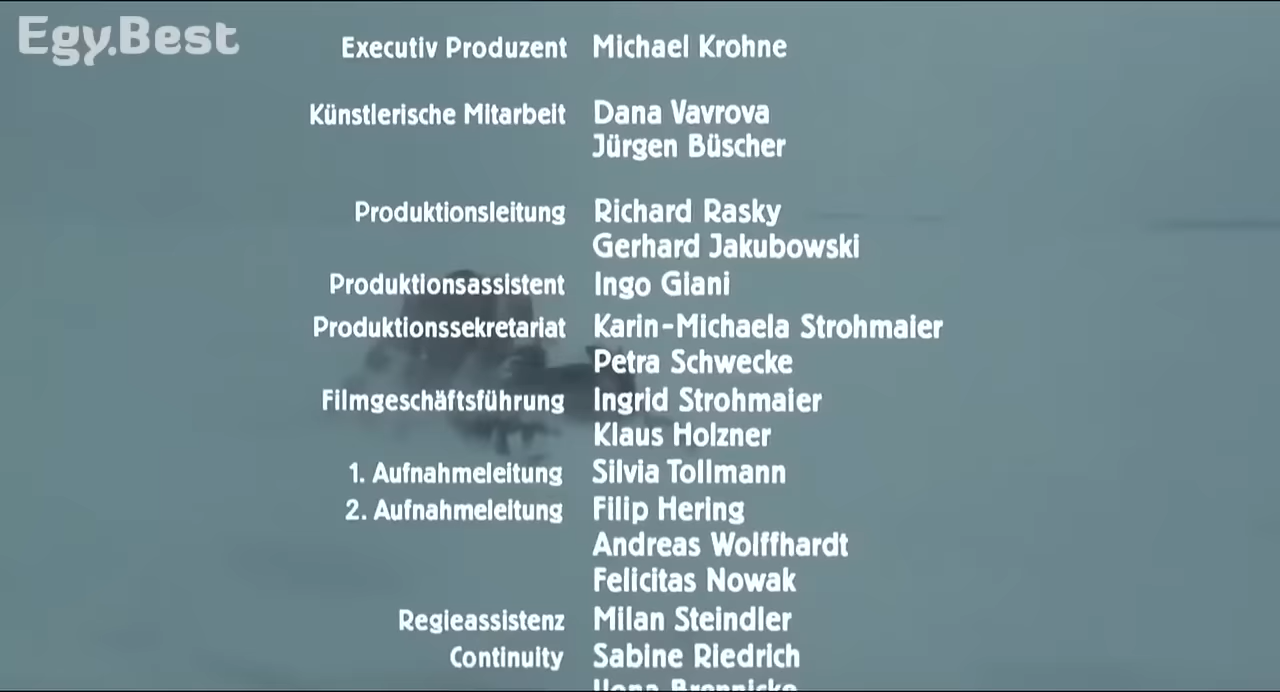 Egy.Best
Executiv Produzent Michael Krohne
Künstlerische Mitarbeit Dana Vavrova
Jürgen Büscher
Produktionsleitung Richard Rasky
Gerhard Jakubowski
Produktionsassistent Ingo Giani
Produktionssekretariat Karin-Michaela Strohmaier
Petra Schwecke
Filmgeschäftsführung Ingrid Strohmaier
Klaus Holzner
1. Aufnahmeleitung Silvia Tollmann
2. Aufnahmeleitung Filip Hering
Andreas Wolffhardt
Felicitas Nowak
Regieassistenz Milan Steindler
Continuity Sabine Riedrich